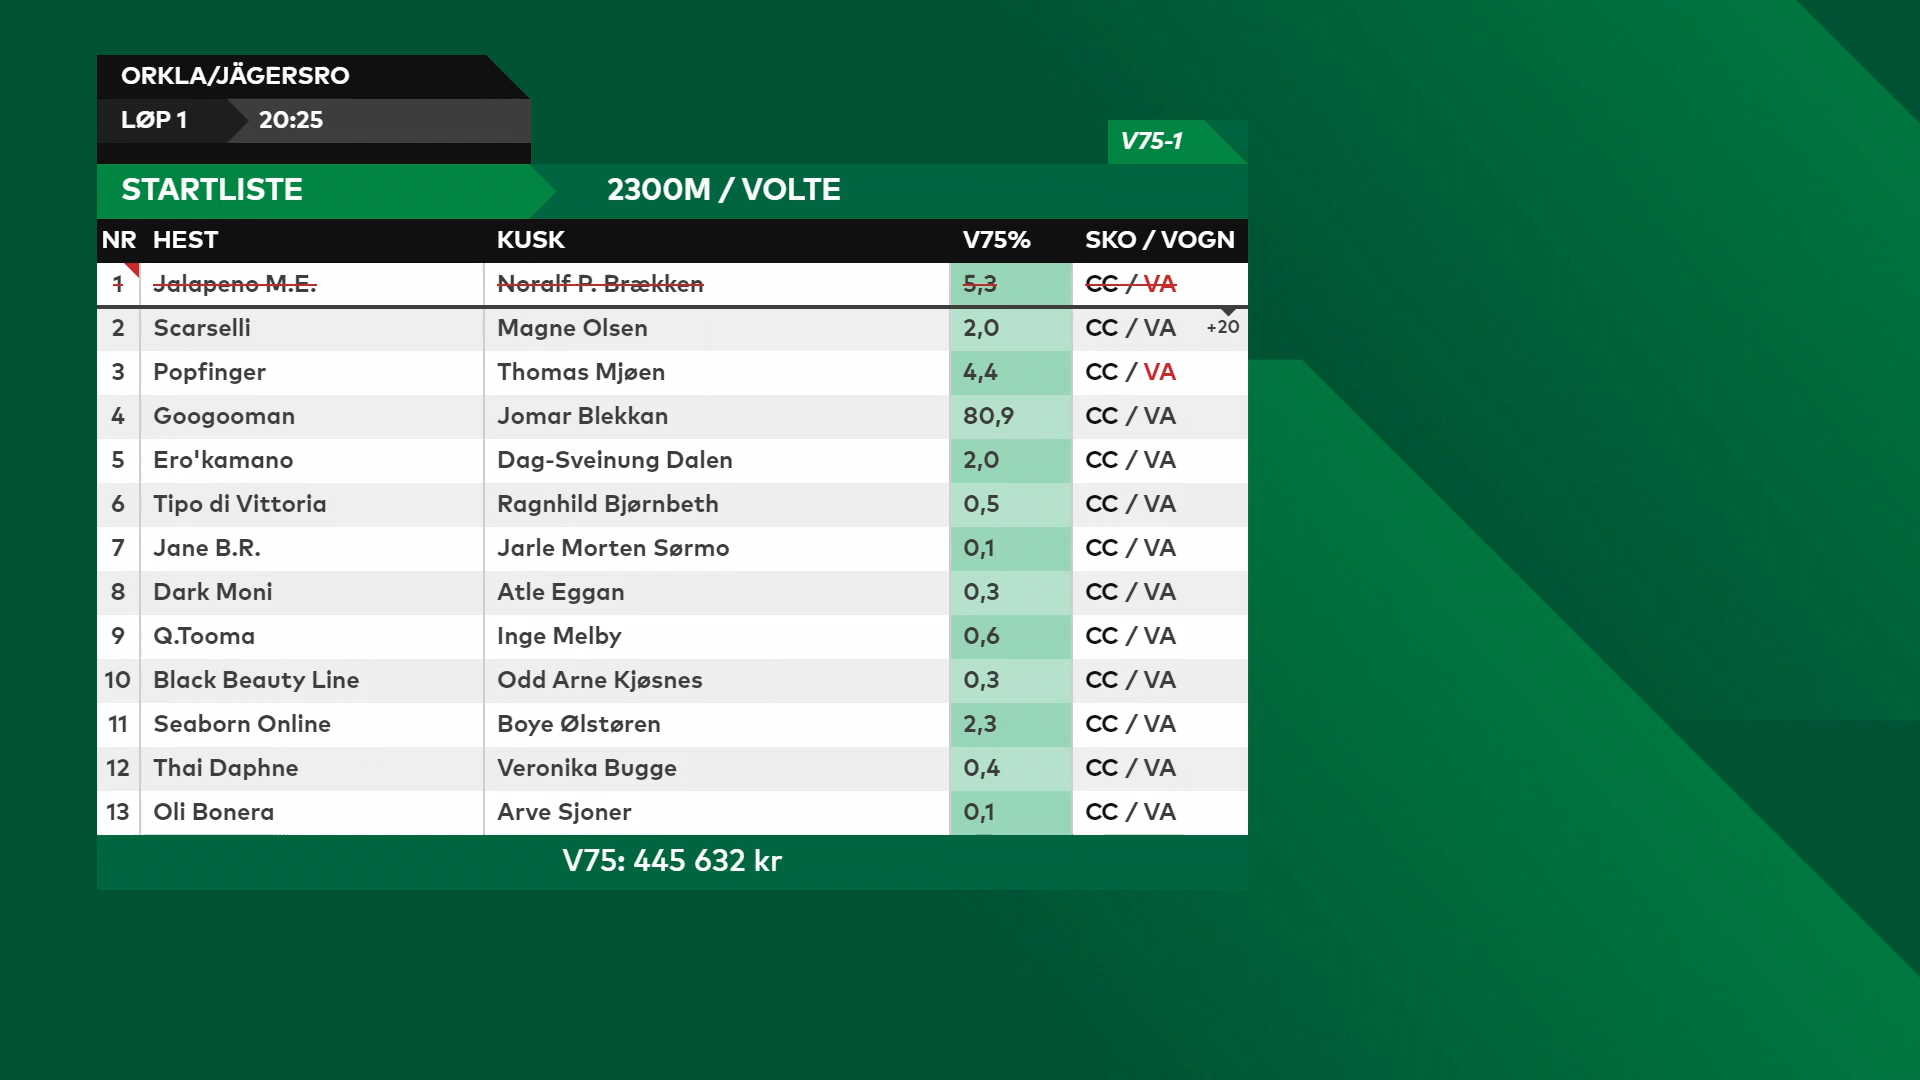 ORKLA/JÄGERSRO
LØP 1 20:25
V75-1
STARTLISTE 2300M / VOLTE
NR HEST KUSK V75% SKO / VOGN
1 Jalapeno M.E. Noralf P. Brækken 5,3 CC / VA
2 Scarselli Magne Olsen 2,0 CC / VA +20
3 Popfinger Thomas Mjøen 4,4 CC / VA
4 Googooman Jomar Blekkan 80,9 CC / VA
5 Ero'kamano Dag-Sveinung Dalen 2,0 CC / VA
6 Tipo di Vittoria Ragnhild Bjørnbeth 0,5 CC / VA
7 Jane B.R. Jarle Morten Sørmo 0,1 CC / VA
8 Dark Moni Atle Eggan 0,3 CC / VA
9 Q.Tooma Inge Melby 0,6 CC / VA
10 Black Beauty Line Odd Arne Kjøsnes 0,3 CC / VA
11 Seaborn Online Boye Ølstøren 2,3 CC / VA
12 Thai Daphne Veronika Bugge 0,4 CC / VA
13 Oli Bonera Arve Sjoner 0,1 CC / VA
V75: 445 632 kr